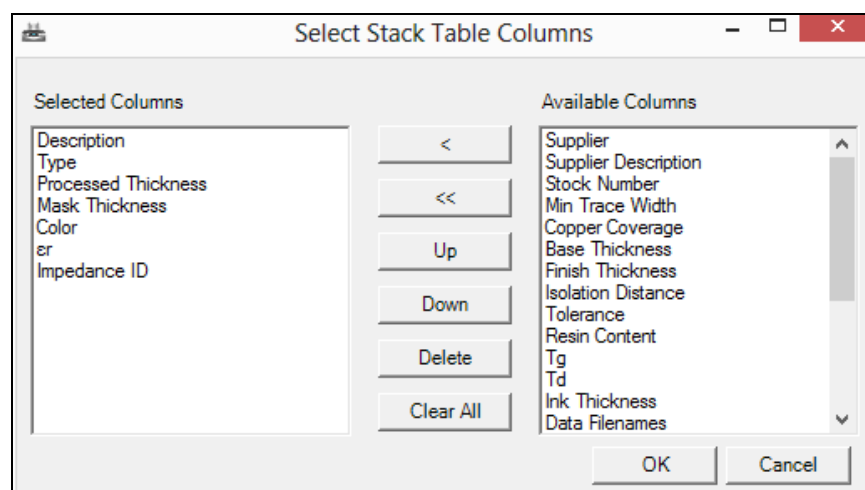 Select Stack Table Columns
Selected Columns
Description
Type
Processed Thickness
Mask Thickness
Color
εr
Impedance ID
<
<<
Up
Down
Delete
Clear All
Available Columns
Supplier
Supplier Description
Stock Number
Min Trace Width
Copper Coverage
Base Thickness
Finish Thickness
Isolation Distance
Tolerance
Resin Content
Tg
Td
Ink Thickness
Data Filenames
OK
Cancel